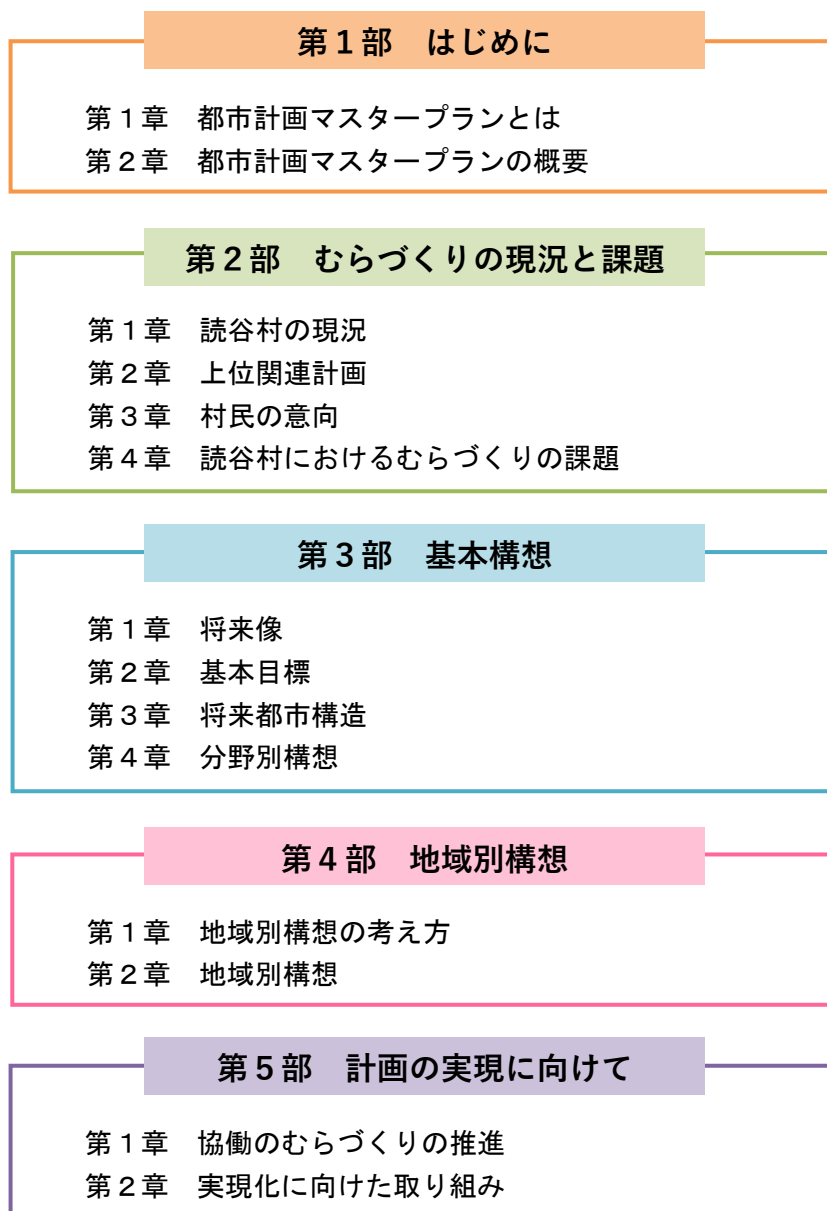 第１部　はじめに
第１章　都市計画マスタープランとは
第２章　都市計画マスタープランの概要
第２部　むらづくりの現況と課題
第１章　読谷村の現況
第２章　上位関連計画
第３章　村民の意向
第４章　読谷村におけるむらづくりの課題
第３部　基本構想
第１章　将来像
第２章　基本目標
第３章　将来都市構造
第４章　分野別構想
第４部　地域別構想
第１章　地域別構想の考え方
第２章　地域別構想
第５部　計画の実現に向けて
第１章　協働のむらづくりの推進
第２章　実現化に向けた取り組み